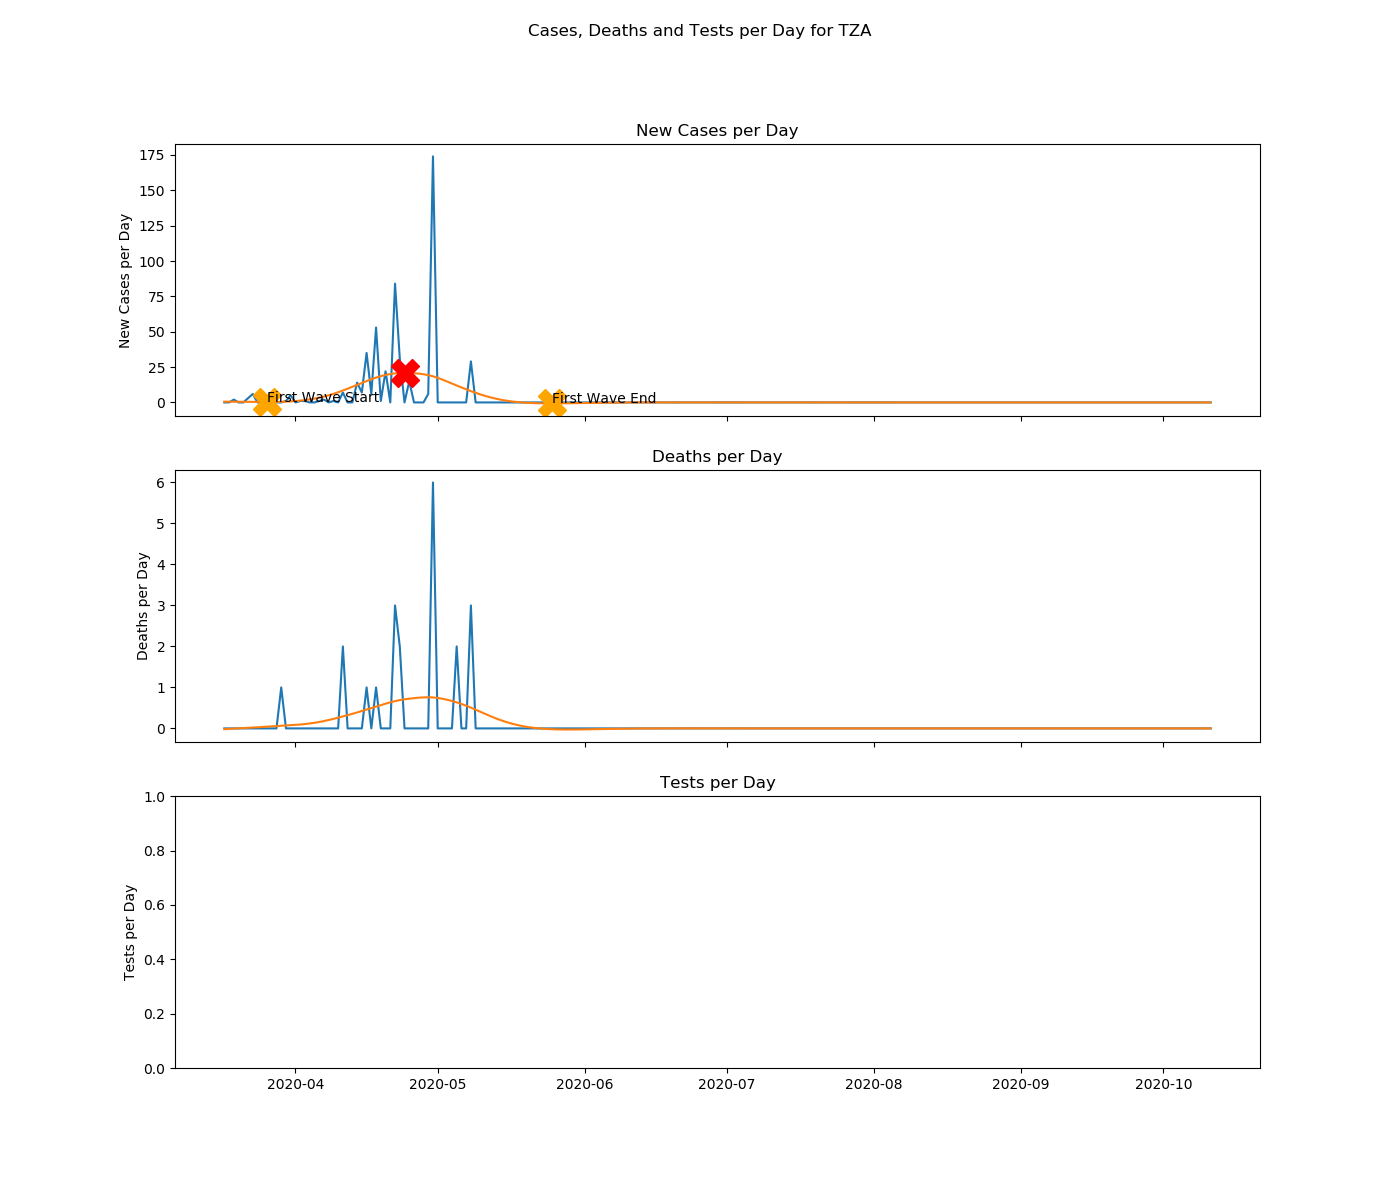 Cases, Deaths and Tests per Day for TZA
New Cases per Day
New Cases per Day
175
150
125
100
75
50
25
0
First Wave Start
First Wave End
Deaths per Day
Deaths per Day
6
5
4
3
2
1
0
Tests per Day
Tests per Day
1.0
0.8
0.6
0.4
0.2
0.0
2020-04 2020-05 2020-06 2020-07 2020-08 2020-09 2020-10